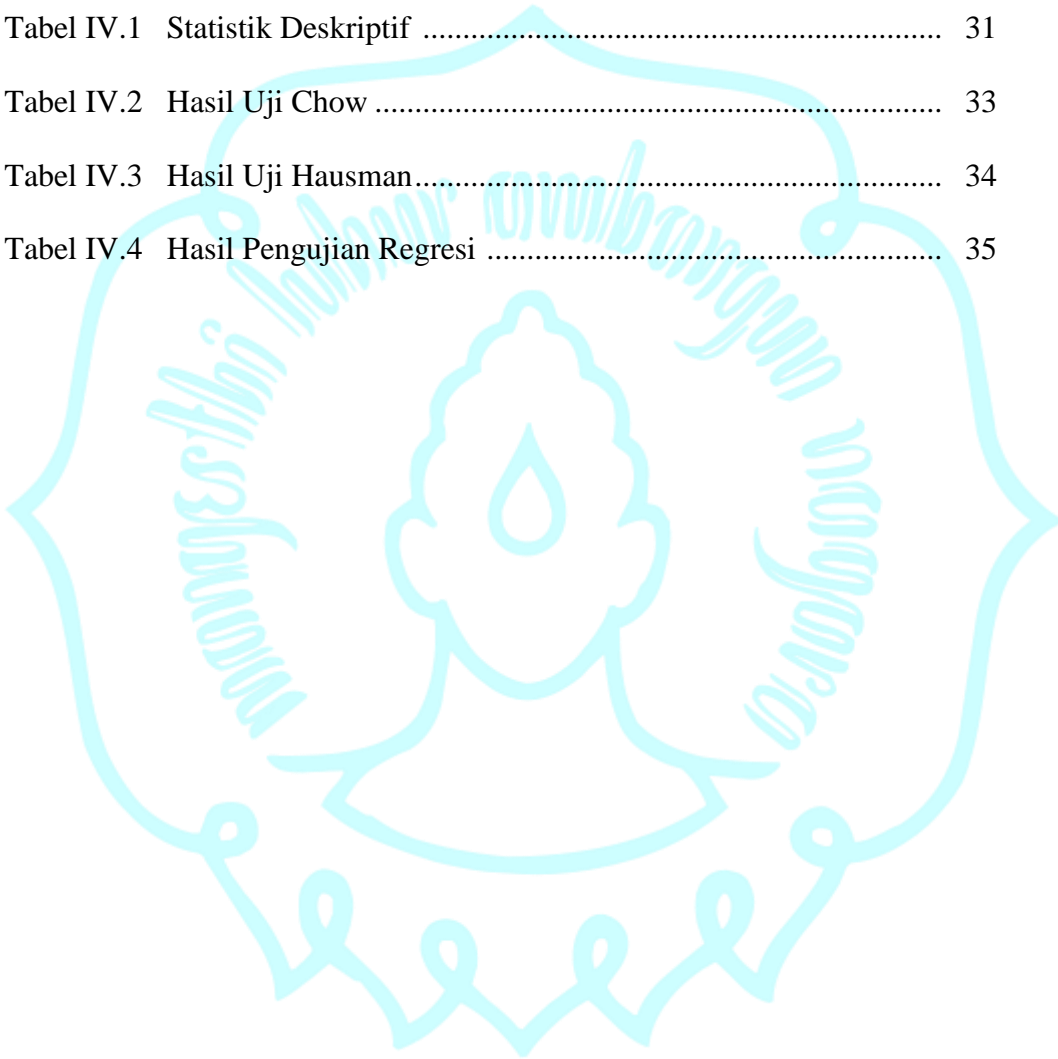 Tabel IV.1 Statistik Deskriptif .............................................................. 31
Tabel IV.2 Hasil Uji Chow .................................................................... 33
Tabel IV.3 Hasil Uji Hausman............................................................... 34
Tabel IV.4 Hasil Pengujian Regresi ...................................................... 35